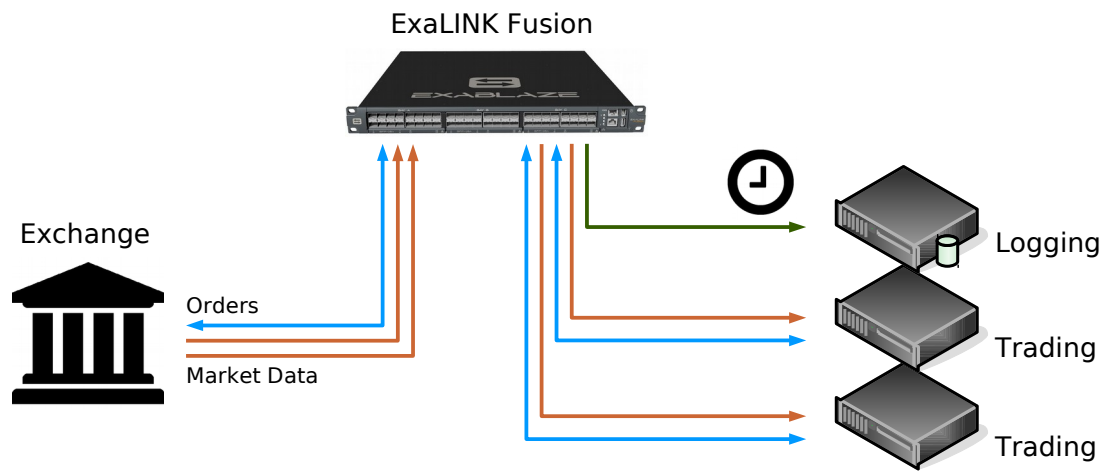 ExaLINK Fusion
EXABLAZE
Exchange
Orders
Market Data
Logging
Trading
Trading